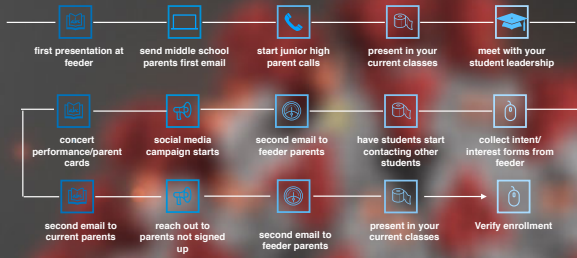 first presentation at
feeder
send middle school
parents first email
start junior high
parent calls
present in your
current classes
meet with your
student leadership
concert
performance/parent
cards
social media
campaign starts
second email to
feeder parents
have students start
contacting other
students
collect intent/
interest forms from
feeder
second email to
current parents
reach out to
parents not signed
up
second email to
feeder parents
present in your
current classes
Verify enrollment